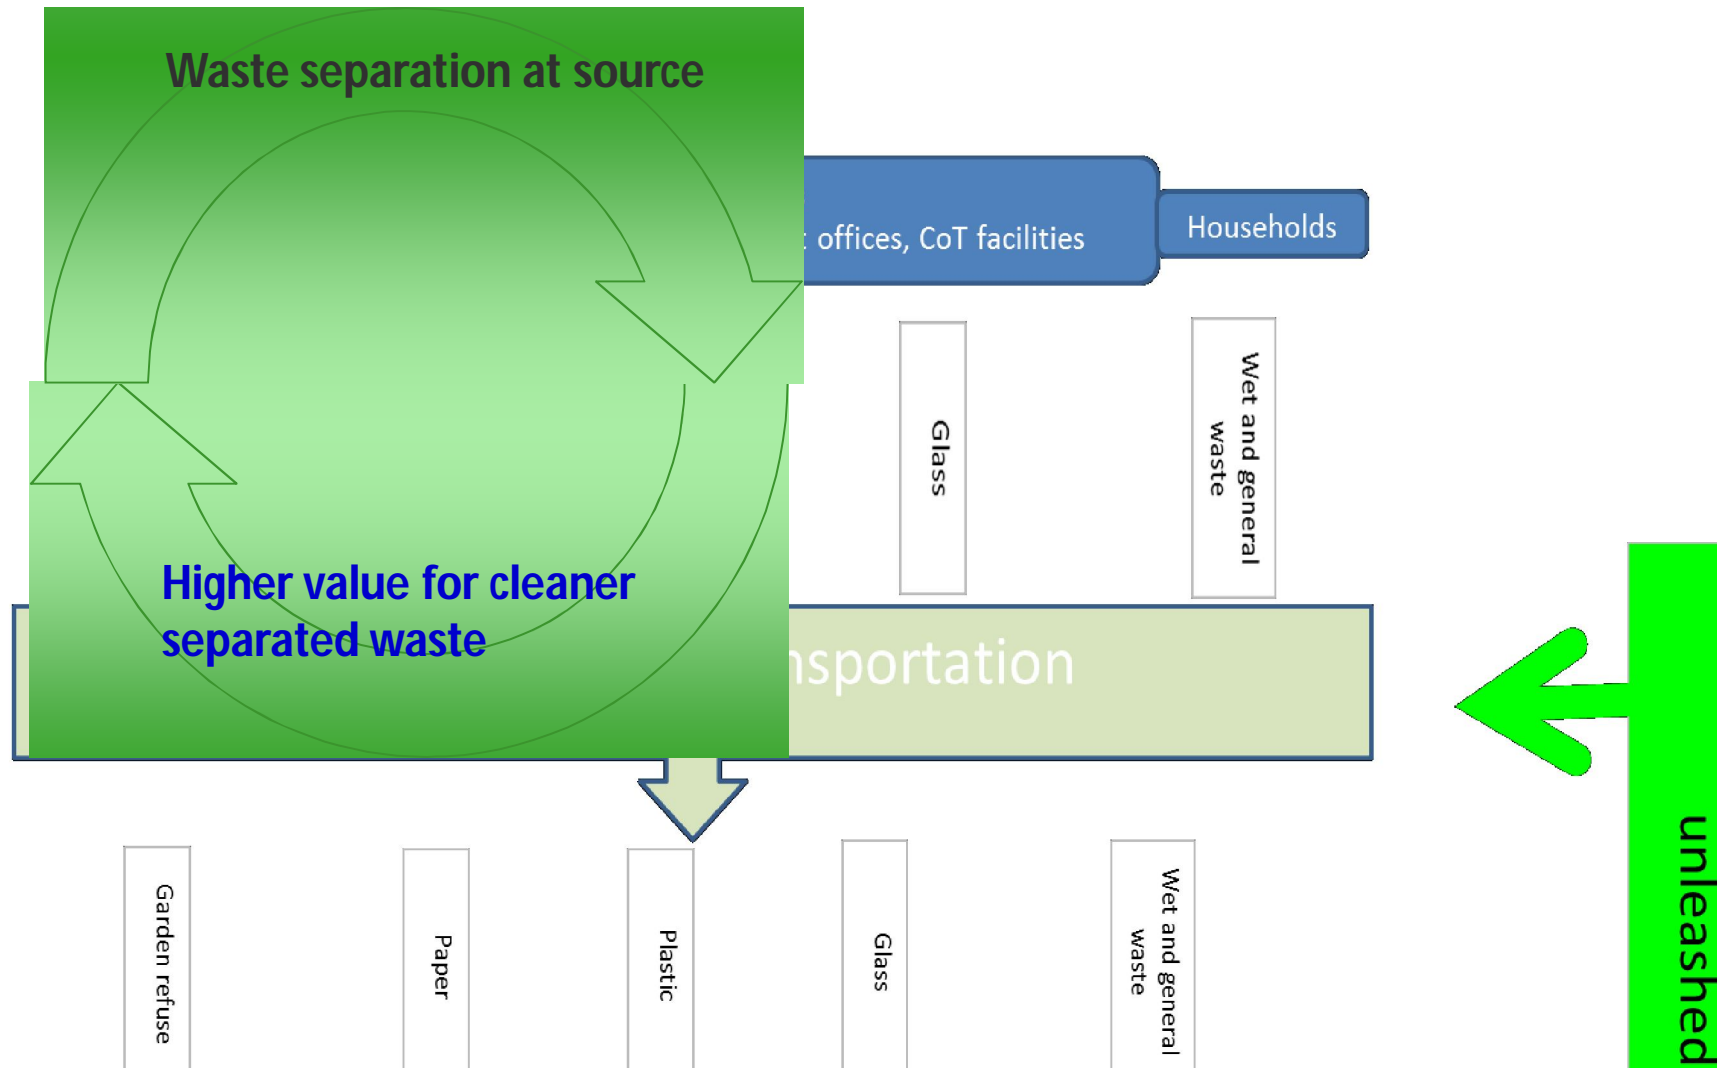 Waste separation at source
offices, CoT facilities
Households
Glass
Wet and general
waste
Higher value for cleaner
separated waste
nsportation
Garden refuse
Paper
Plastic
Glass
Wet and general
waste
unleashed